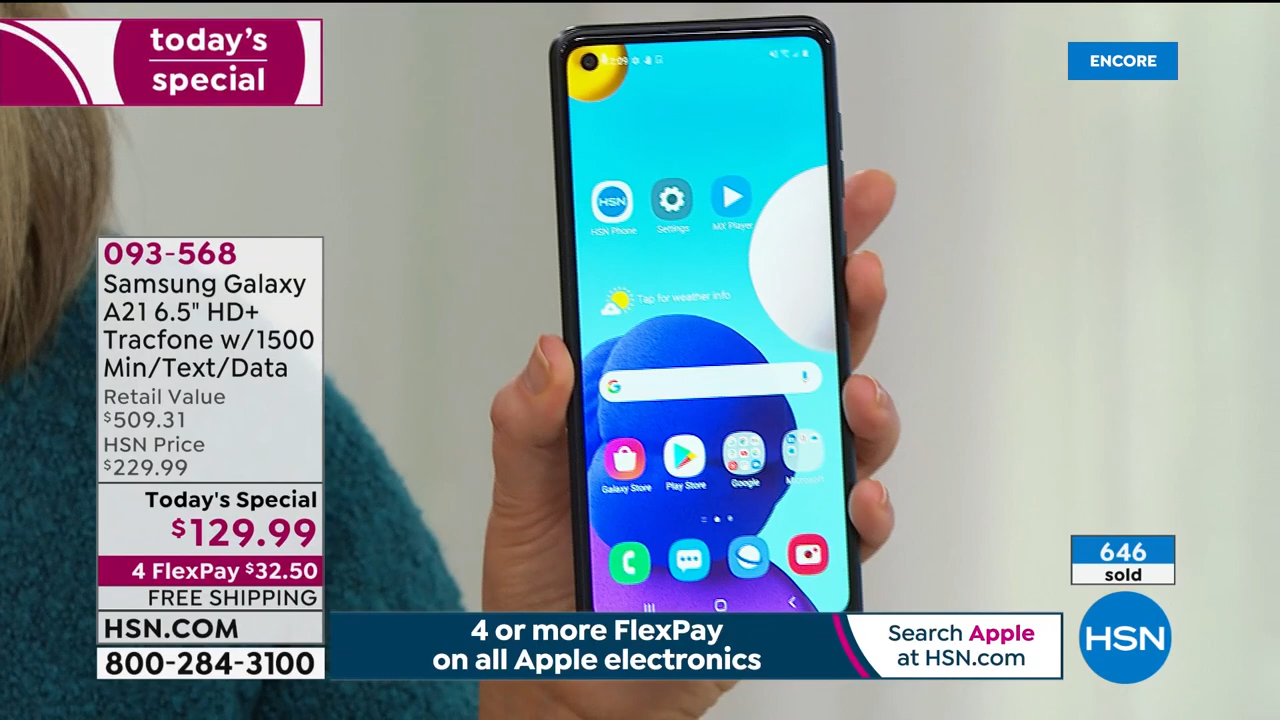 today's
special
ENCORE
093-568
Samsung Galaxy
A21 6.5" HD+
Tracfone w/1500
Min/Text/Data
Retail Value
$509.31
HSN Price
$229.99
Today's Special
$129.99
4 FlexPay $32.50
FREE SHIPPING
HSN.COM
800-284-3100
HSN
HSN Phone Settings MX Player
Tap for weather info
G
Galaxy Store Play Store Google Microsoft
4 or more FlexPay
on all Apple electronics
Search Apple
at HSN.com
646
sold
HSN